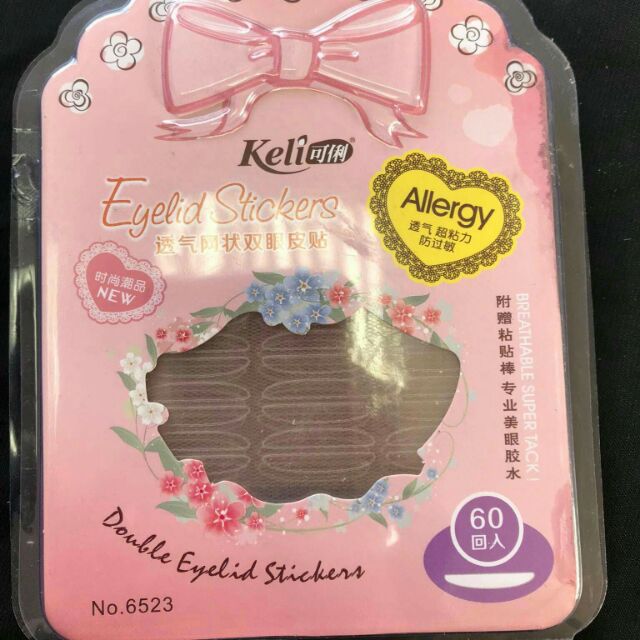 Keli可俐®
Eyelid Stickers
透气网状双眼皮贴
Allergy
透气 超粘力
防过敏
时尚潮品
NEW
BREATHABLE SUPER TACK!
附赠粘贴棒 专业美眼胶水
60
回入
Double Eyelid Stickers
No.6523